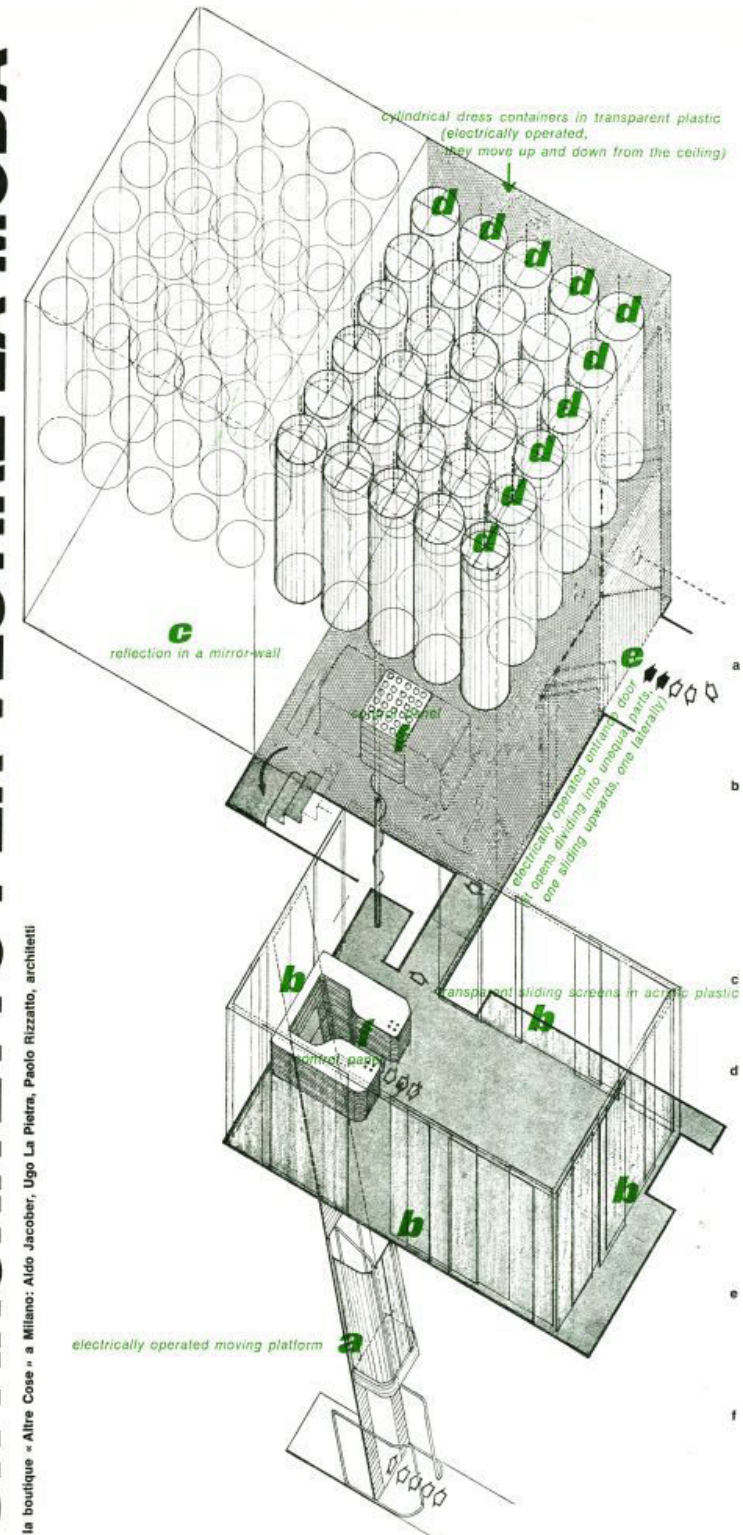 LA MODA
la boutique « Altre Cose » a Milano: Aldo Jacober, Ugo La Pietra, Paolo Rizzatto, architetti
cylindrical dress containers in transparent plastic
(electrically operated,
they move up and down from the ceiling)
d
d
d
d
d
d
d
d
d
d
c
reflection in a mirror-wall
e
electrically operated entrance door
(it opens dividing into unequal parts,
one sliding upwards, one laterally)
control panel
f
b
transparent sliding screens in acrylic plastic
b
f
control panel
b
b
electrically operated moving platform
a
a
b
c
d
e
f